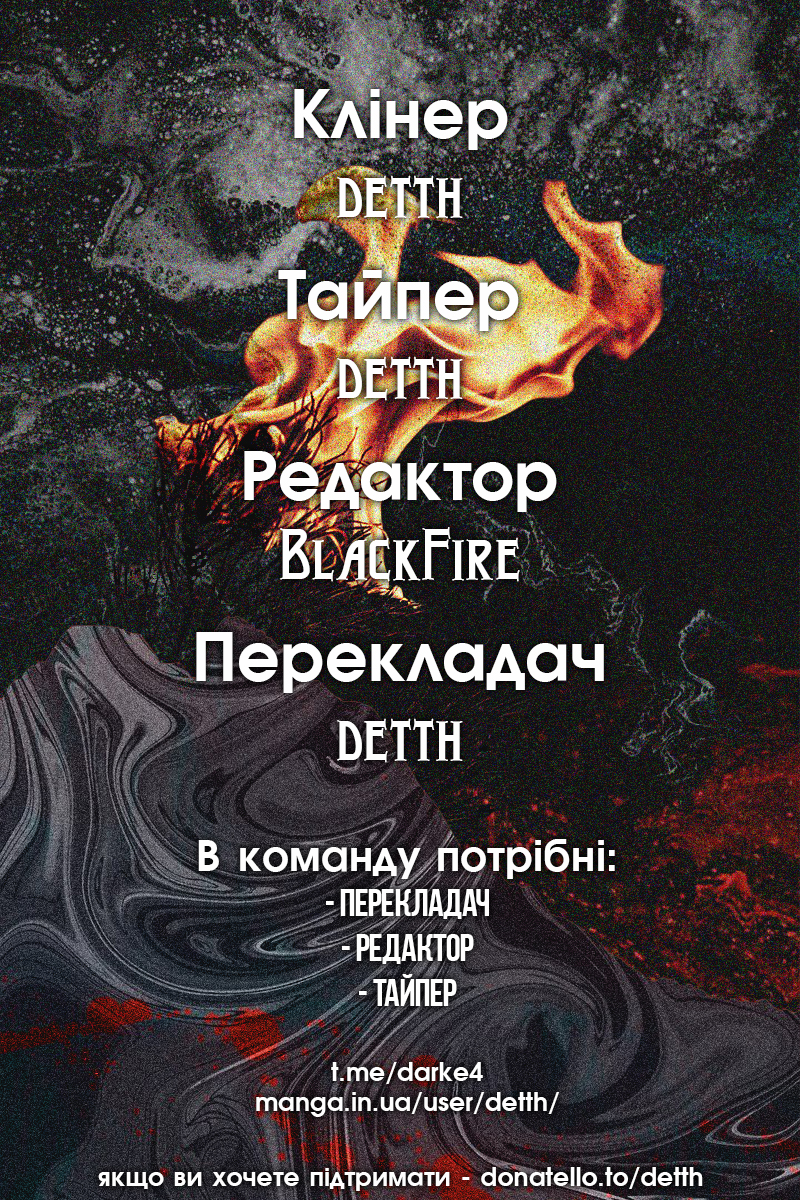 Клінер
DETTH
Тайпер
DETTH
Редактор
BLACKFIRE
Перекладач
DETTH
В команду потрібні:
- ПЕРЕКЛАДАЧ
- РЕДАКТОР
- ТАЙПЕР
t.me/darke4
manga.in.ua/user/detth/
якщо ви хочете підтримати - donatello.to/detth